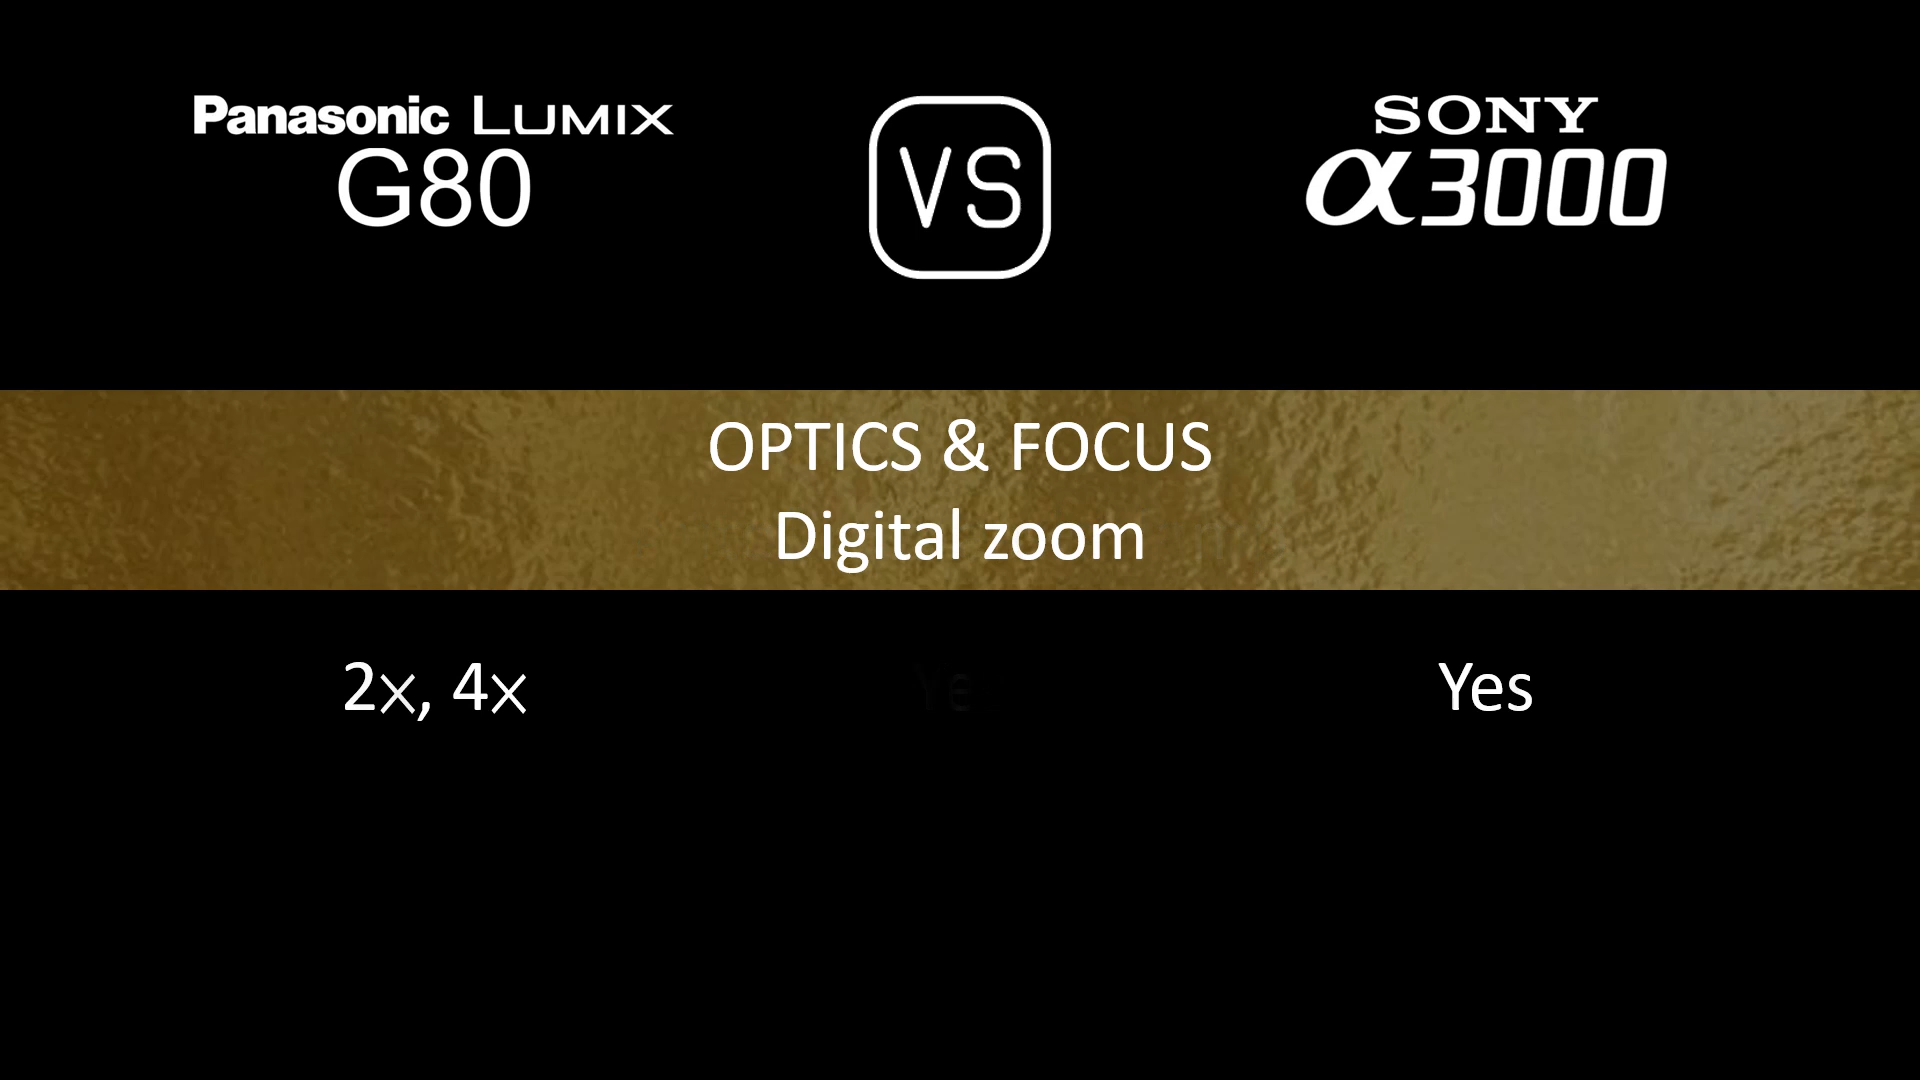 Panasonic LUMIX
G80
VS
SONY
α3000
OPTICS & FOCUS
Digital zoom
2x, 4x
Yes